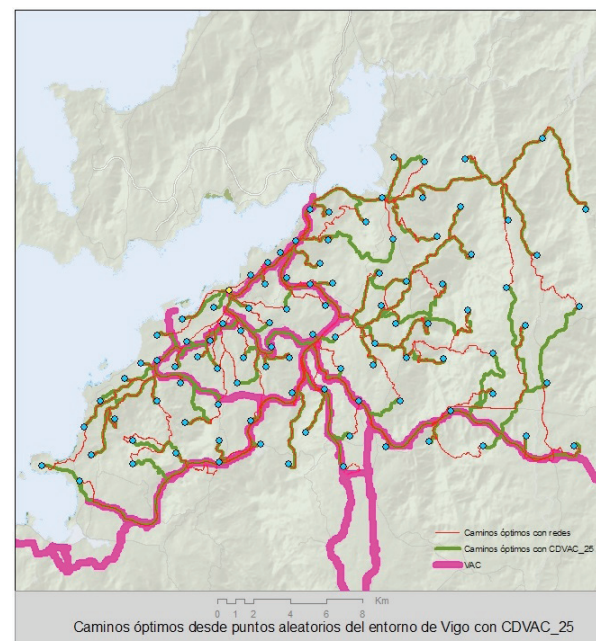 Caminos óptimos con redes
Caminos óptimos con CDVAC_25
VAC
Km
0 1 2 4 6 8
Caminos óptimos desde puntos aleatorios del entorno de Vigo con CDVAC_25